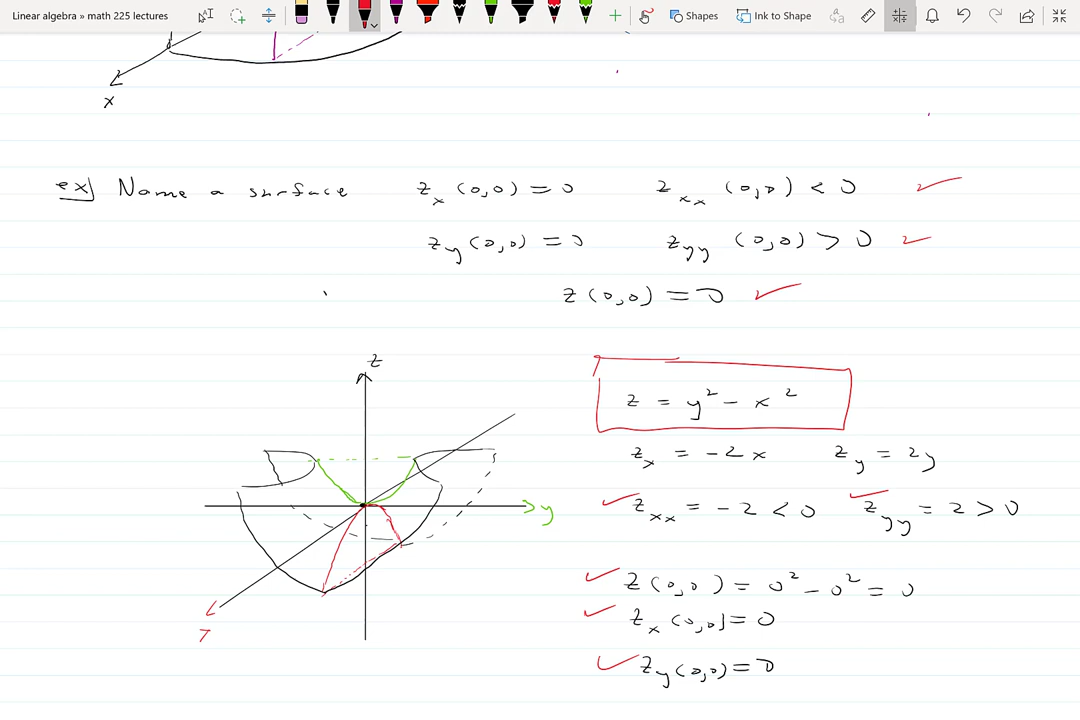 Linear algebra » math 225 lectures
Shapes
Ink to Shape
x
ex] Name a surface z_x (0,0) = 0 z_xx (0,0) < 0 ✓
z_y (0,0) = 0 z_yy (0,0) > 0 ✓
z (0,0) = 0 ✓
z
z = y² - x²
z_x = -2x z_y = 2y
✓ z_xx = -2 < 0 ✓ z_yy = 2 > 0
y
✓ z (0,0) = 0² - 0² = 0
✓ z_x (0,0) = 0
✓ z_y (0,0) = 0